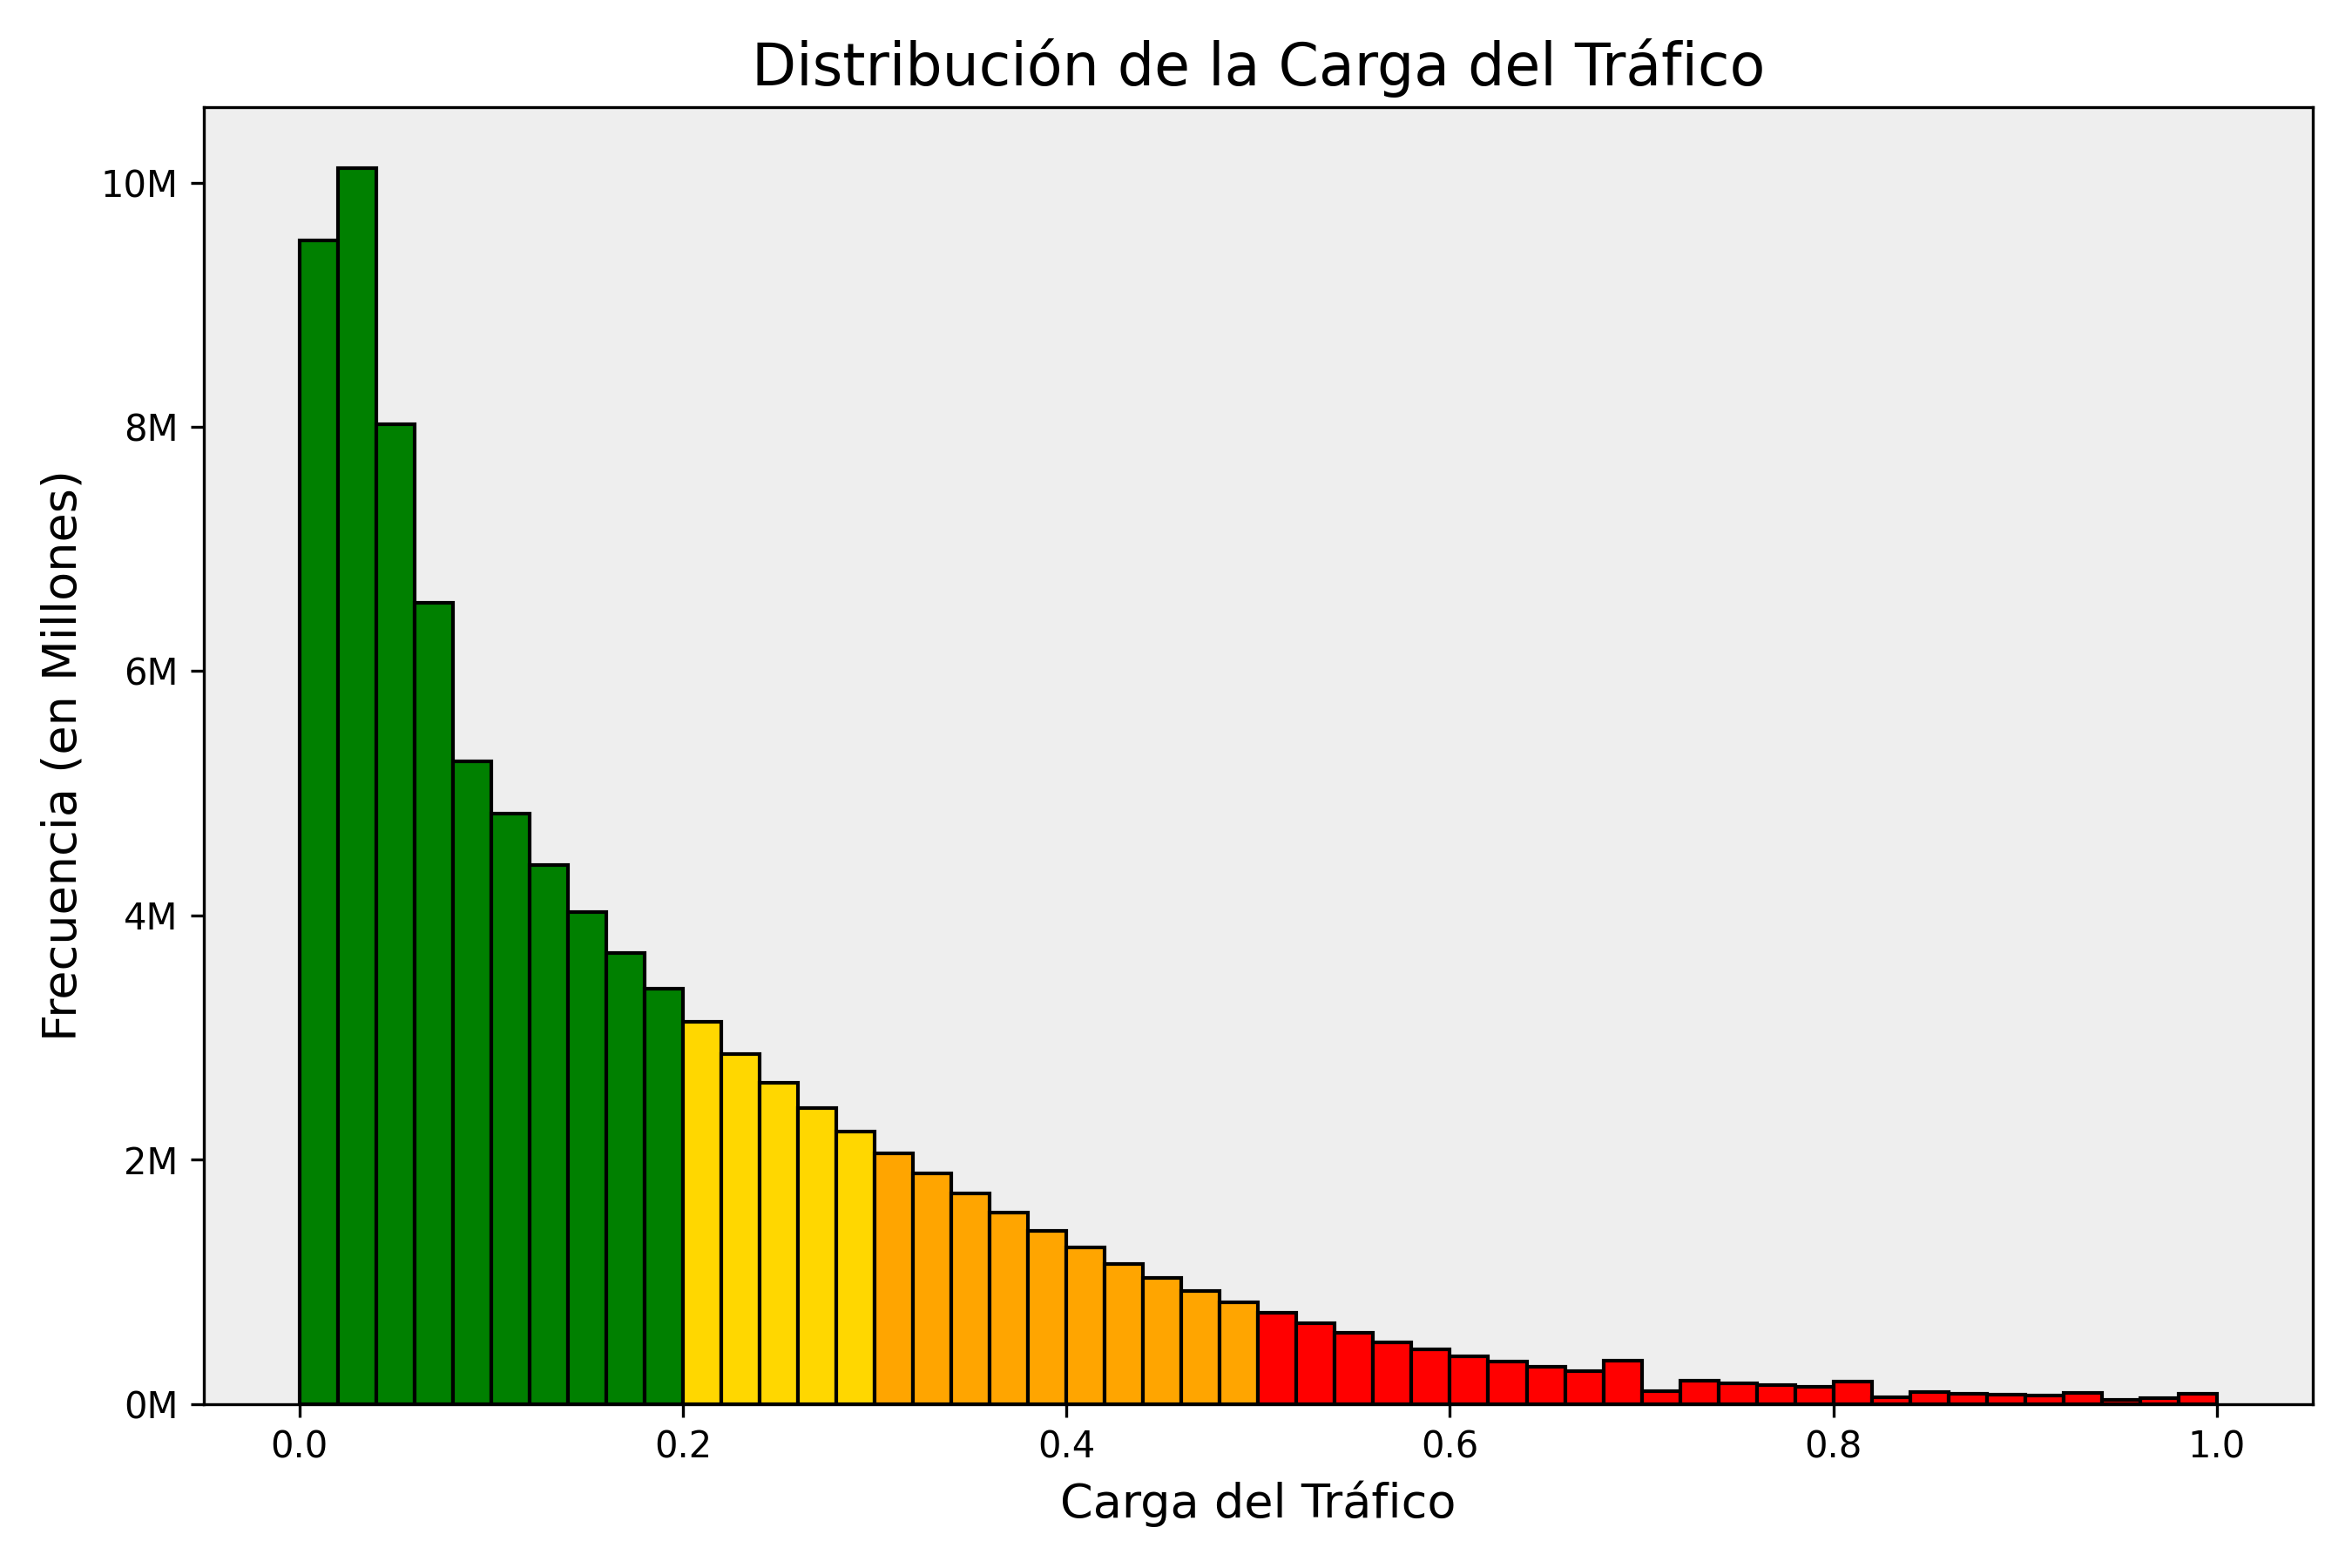 Distribución de la Carga del Tráfico
Frecuencia (en Millones)
10M
8M
6M
4M
2M
0M
0.0 0.2 0.4 0.6 0.8 1.0
Carga del Tráfico